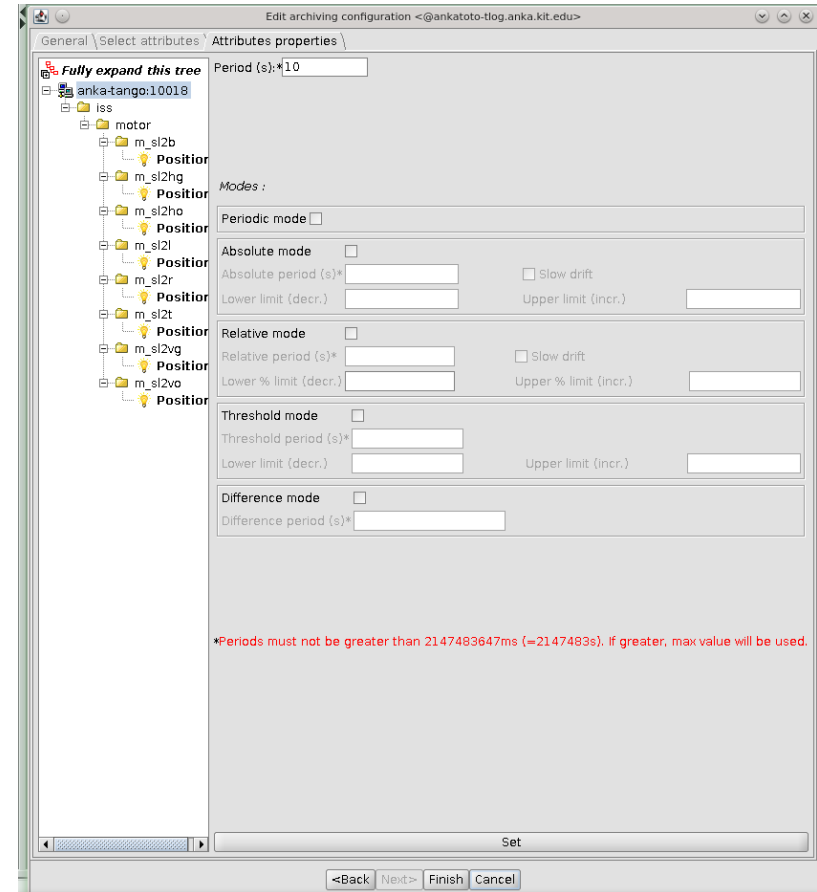 Edit archiving configuration <@ankatoto-tlog.anka.kit.edu>
General \ Select attributes \ Attributes properties \
Fully expand this tree
anka-tango:10018
iss
motor
m_sl2b
Position
m_sl2hg
Position
m_sl2ho
Position
m_sl2l
Position
m_sl2r
Position
m_sl2t
Position
m_sl2vg
Position
m_sl2vo
Position
Period (s):*10
Modes :
Periodic mode
Absolute mode
Absolute period (s)* Slow drift
Lower limit (decr.) Upper limit (incr.)
Relative mode
Relative period (s)* Slow drift
Lower % limit (decr.) Upper % limit (incr.)
Threshold mode
Threshold period (s)*
Lower limit (decr.) Upper limit (incr.)
Difference mode
Difference period (s)*
*Periods must not be greater than 2147483647ms (=2147483s). If greater, max value will be used.
Set
<Back Next> Finish Cancel